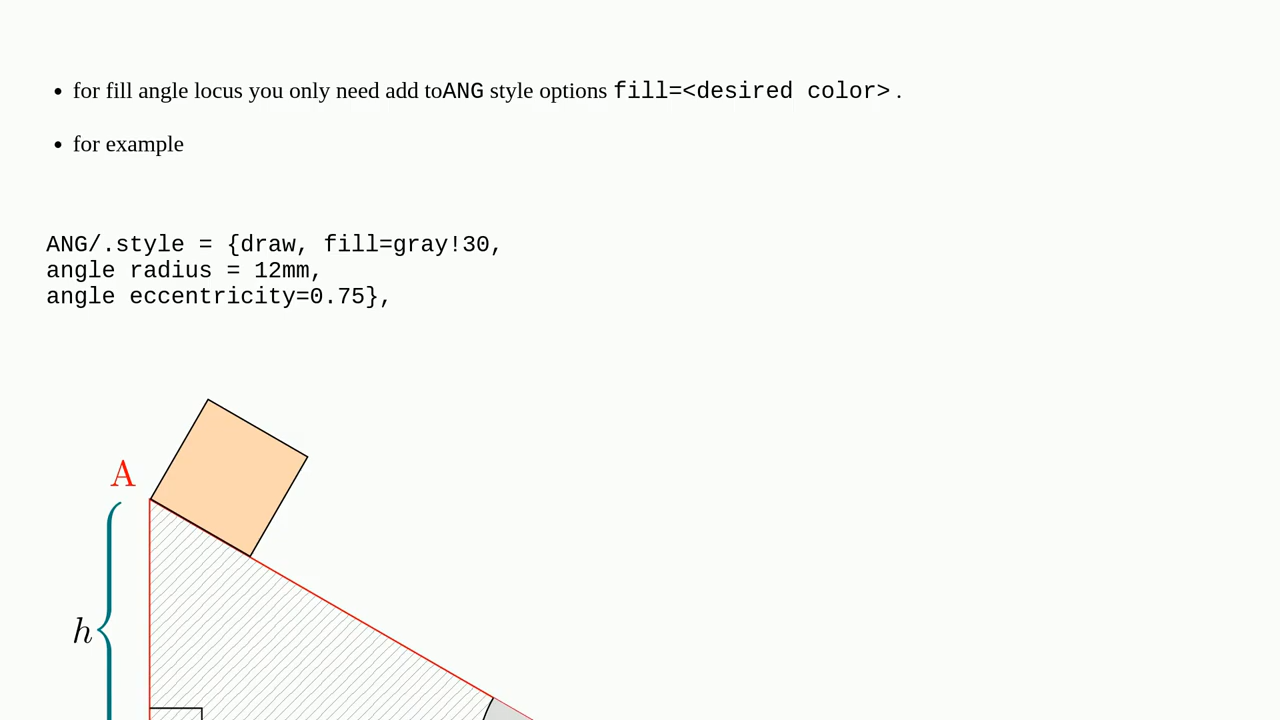 • for fill angle locus you only need add toANG style options fill=<desired color> .
• for example
ANG/.style = {draw, fill=gray!30,
angle radius = 12mm,
angle eccentricity=0.75},
A
h